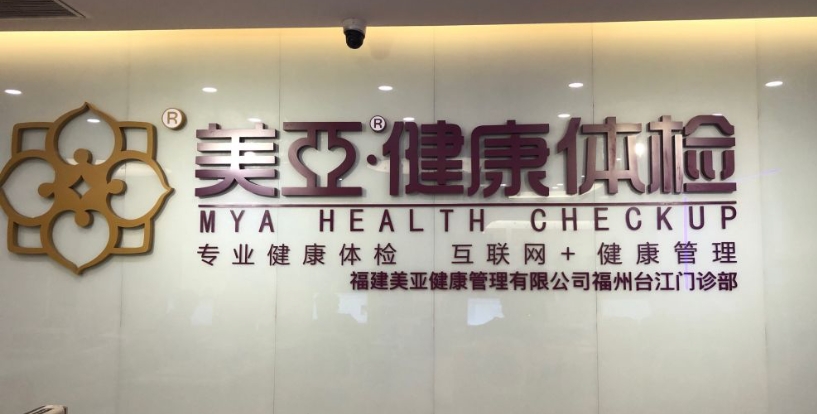 ®
美亞®·健康体检
MYA HEALTH CHECKUP
专业健康体检 互联网+健康管理
福建美亚健康管理有限公司福州台江门诊部